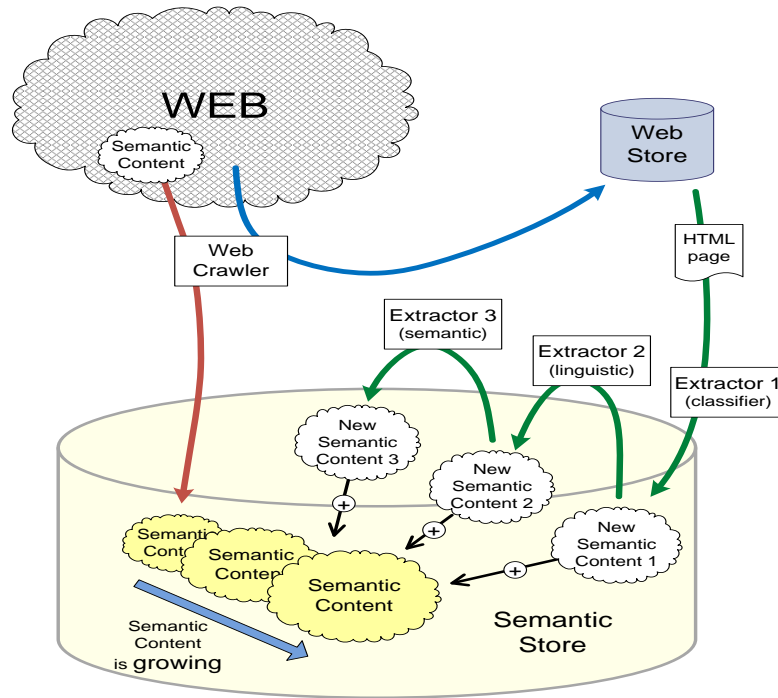 WEB
Semantic
Content
Web
Store
Web
Crawler
HTML
page
Extractor 3
(semantic)
Extractor 2
(linguistic)
Extractor 1
(classifier)
New
Semantic
Content 3
New
Semantic
Content 2
New
Semantic
Content 1
+
+
+
Semantic
Content
Semantic
Content
Semantic
Content
Semantic
Content
is growing
Semantic
Store